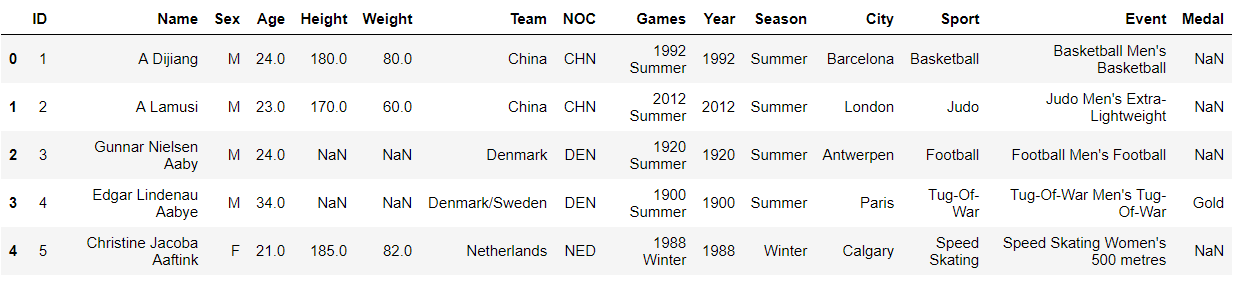 ID Name Sex Age Height Weight Team NOC Games Year Season City Sport Event Medal
0 1 A Dijiang M 24.0 180.0 80.0 China CHN 1992 Summer 1992 Summer Barcelona Basketball Basketball Men's Basketball NaN
1 2 A Lamusi M 23.0 170.0 60.0 China CHN 2012 Summer 2012 Summer London Judo Judo Men's Extra-Lightweight NaN
2 3 Gunnar Nielsen Aaby M 24.0 NaN NaN Denmark DEN 1920 Summer 1920 Summer Antwerpen Football Football Men's Football NaN
3 4 Edgar Lindenau Aabye M 34.0 NaN NaN Denmark/Sweden DEN 1900 Summer 1900 Summer Paris Tug-Of-War Tug-Of-War Men's Tug-Of-War Gold
4 5 Christine Jacoba Aaftink F 21.0 185.0 82.0 Netherlands NED 1988 Winter 1988 Winter Calgary Speed Skating Speed Skating Women's 500 metres NaN